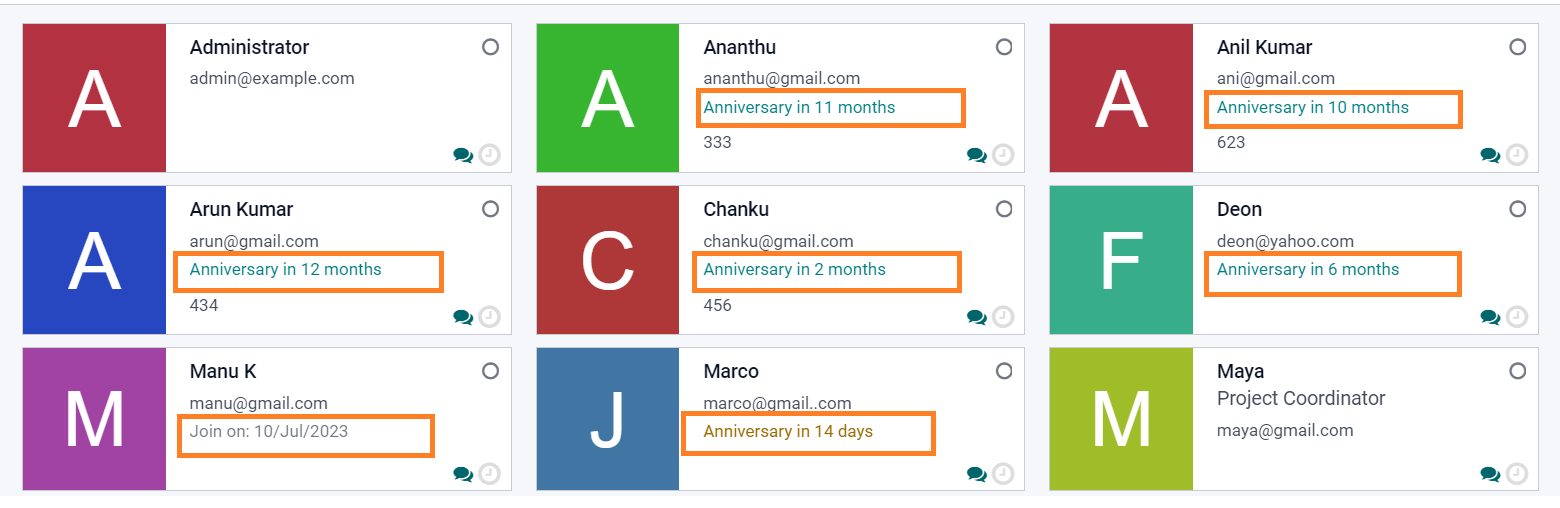 A
Administrator
admin@example.com
A
Ananthu
ananthu@gmail.com
Anniversary in 11 months
333
A
Anil Kumar
ani@gmail.com
Anniversary in 10 months
623
A
Arun Kumar
arun@gmail.com
Anniversary in 12 months
434
C
Chanku
chanku@gmail.com
Anniversary in 2 months
456
F
Deon
deon@yahoo.com
Anniversary in 6 months
M
Manu K
manu@gmail.com
Join on: 10/Jul/2023
J
Marco
marco@gmail..com
Anniversary in 14 days
M
Maya
Project Coordinator
maya@gmail.com